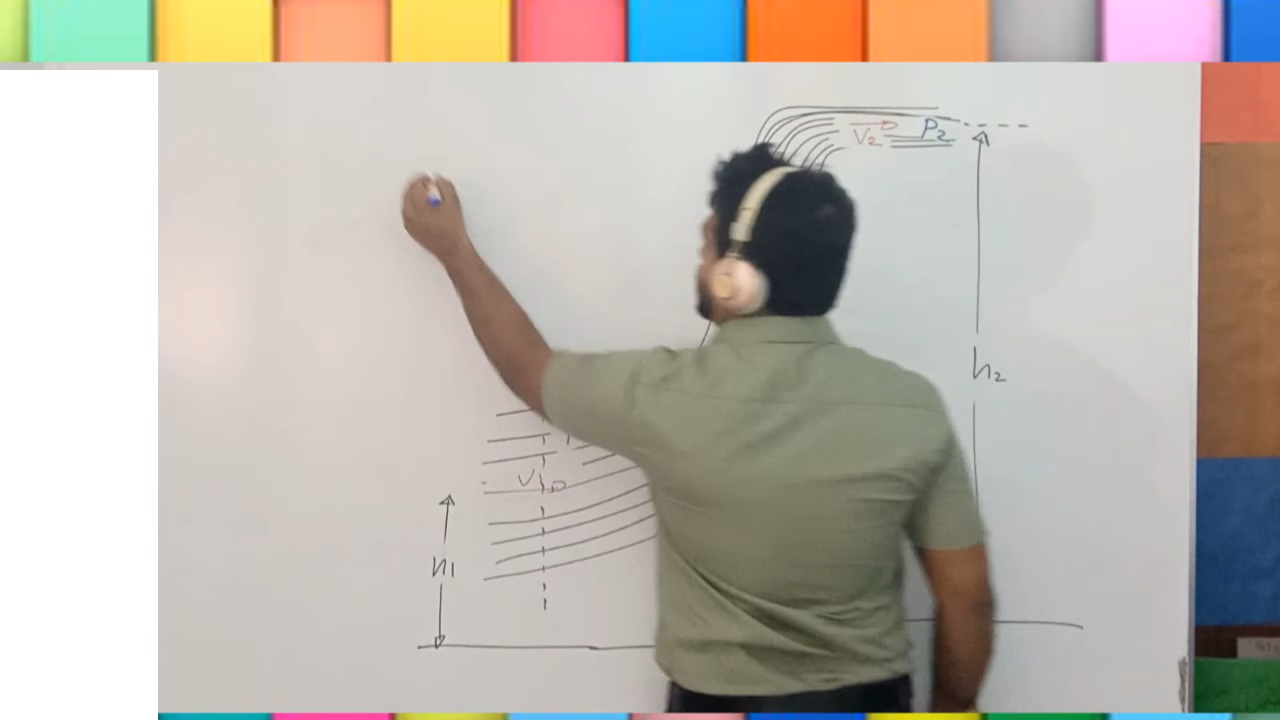 V₂ P₂
h₂
V₁
h₁